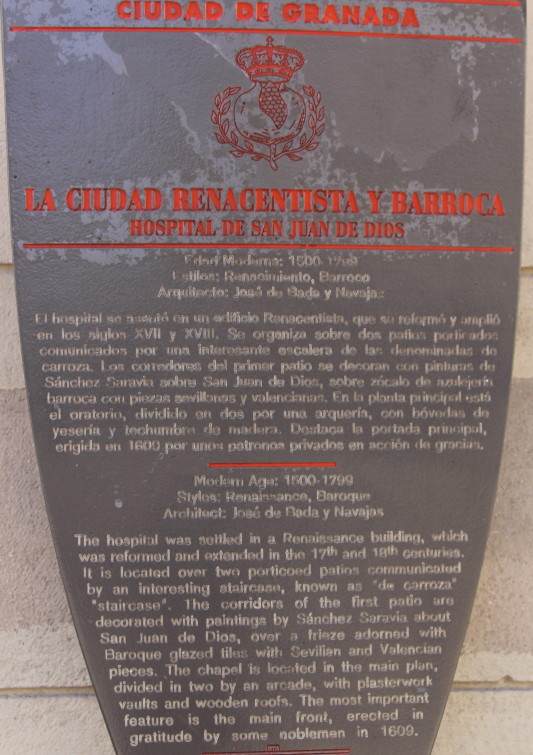 CIUDAD DE GRANADA
LA CIUDAD RENACENTISTA Y BARROCA
HOSPITAL DE SAN JUAN DE DIOS
Edad Moderna: 1500-1799
Estilos: Renacimiento, Barroco
Arquitecto: José de Bada y Navajas
El hospital se asentó en un edificio Renacentista, que se reformó y amplió
en los siglos XVII y XVIII. Se organiza sobre dos patios porticados
comunicados por una interesante escalera de las denominadas de
carroza. Los corredores del primer patio se decoran con pinturas de
Sánchez Saravia sobre San Juan de Dios, sobre zócalo de azulejería
barroca con piezas sevillanas y valencianas. En la planta principal está
el oratorio, dividido en dos por una arquería, con bóvedas de
yesería y techumbre de madera. Destaca la portada principal,
erigida en 1609 por unos patronos privados en acción de gracias.
Modern Age: 1500-1799
Styles: Renaissance, Baroque
Architect: José de Bada y Navajas
The hospital was settled in a Renaissance building, which
was reformed and extended in the 17th and 18th centuries.
It is located over two porticoed patios communicated
by an interesting staircase, known as "de carroza"
"staircase". The corridors of the first patio are
decorated with paintings by Sánchez Saravia about
San Juan de Dios, over a frieze adorned with
Baroque glazed tiles with Sevilian and Valencian
pieces. The chapel is located in the main plan,
divided in two by an arcade, with plasterwork
vaults and wooden roofs. The most important
feature is the main front, erected in
gratitude by some noblemen in 1609.